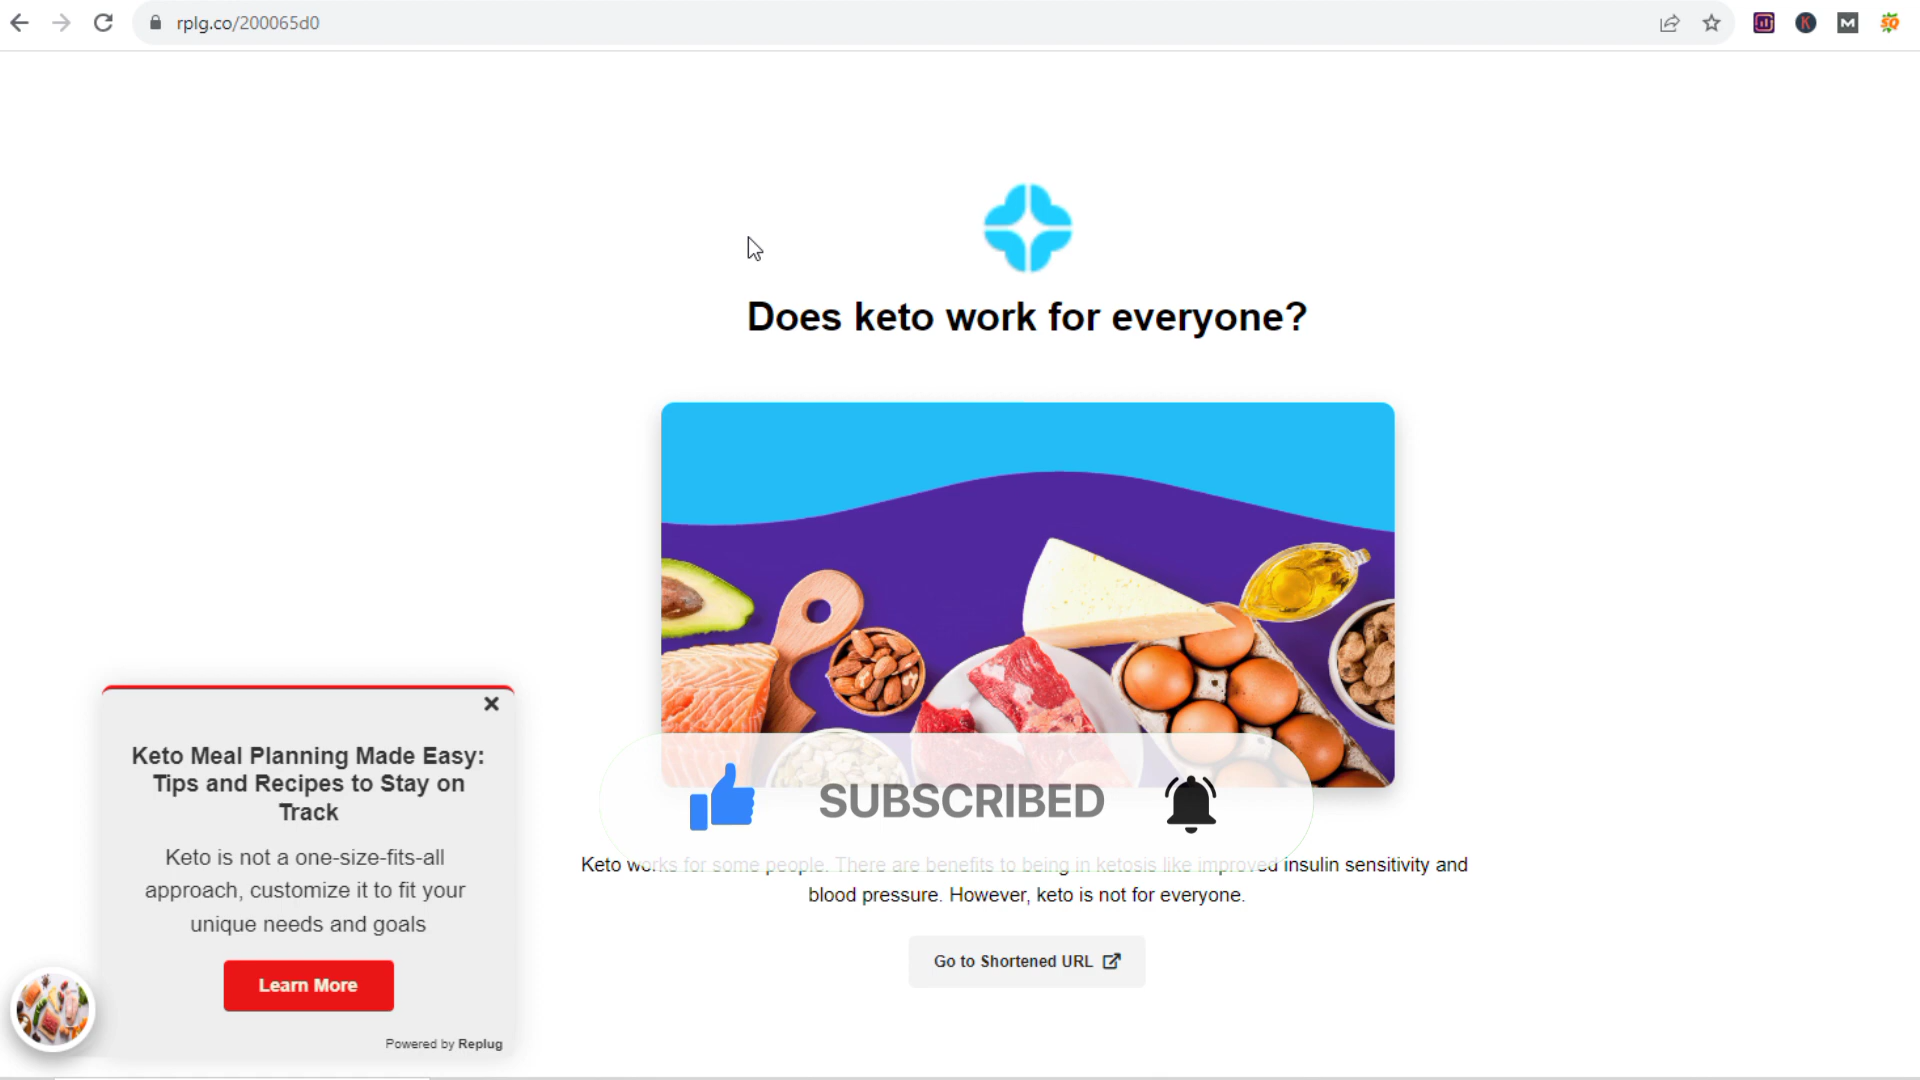 rplg.co/200065d0
Does keto work for everyone?
Keto Meal Planning Made Easy:
Tips and Recipes to Stay on
Track
Keto is not a one-size-fits-all
approach, customize it to fit your
unique needs and goals
Learn More
Powered by Replug
SUBSCRIBED
Keto works for some people. There are benefits to being in ketosis like improved insulin sensitivity and
blood pressure. However, keto is not for everyone.
Go to Shortened URL